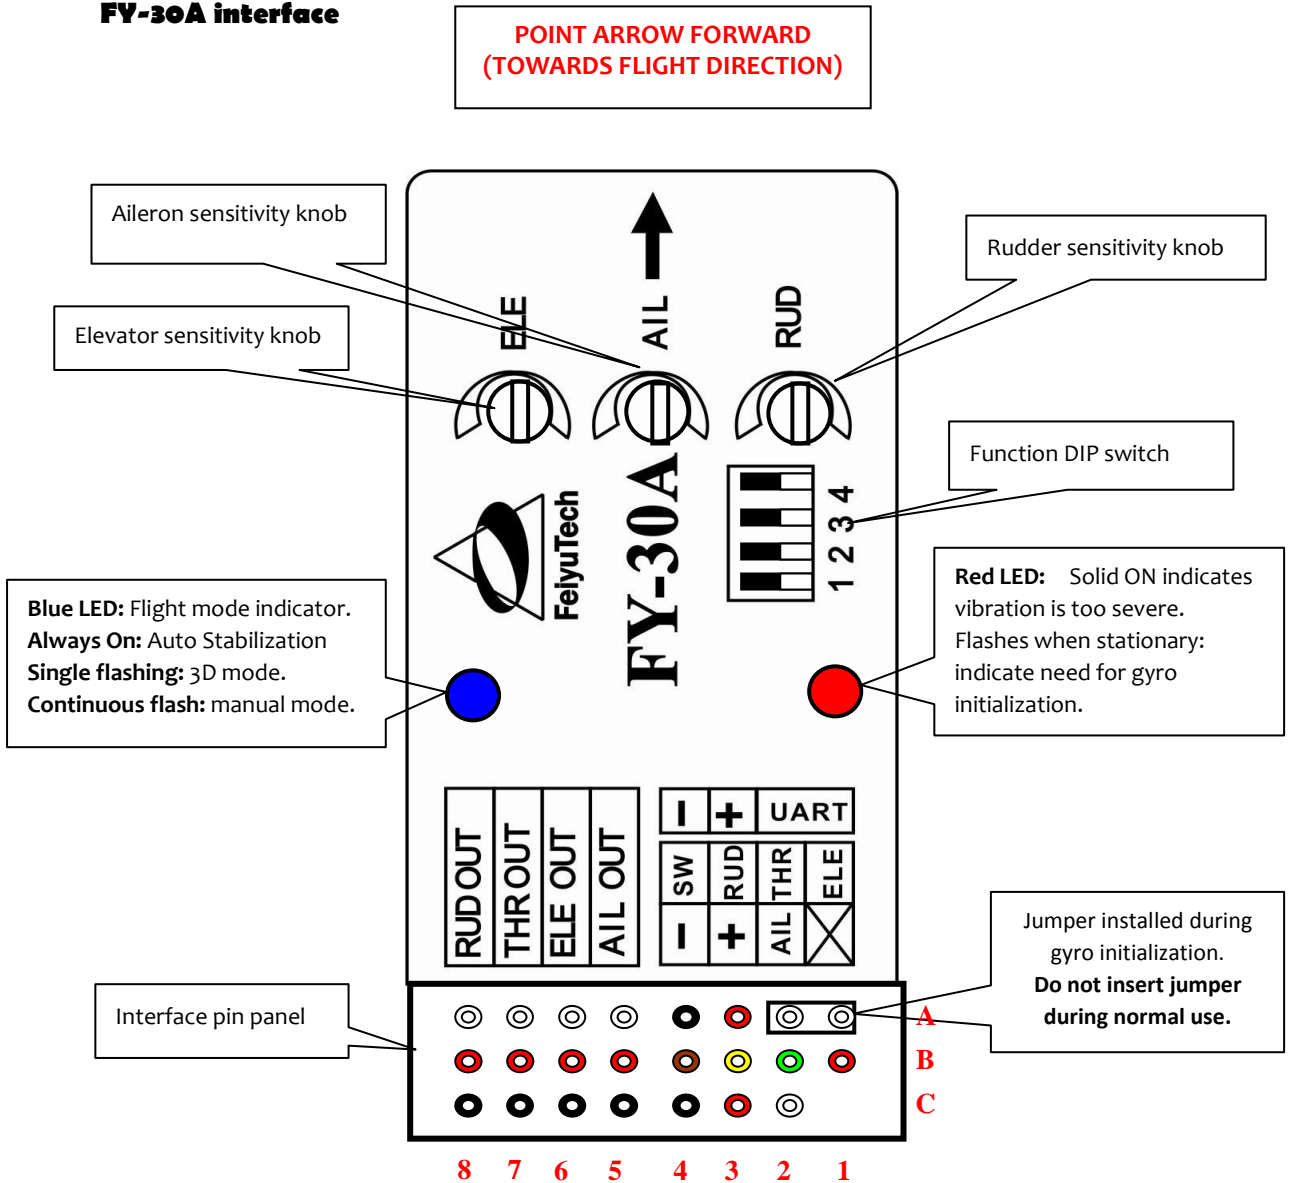 FY-30A interface
POINT ARROW FORWARD
(TOWARDS FLIGHT DIRECTION)
Aileron sensitivity knob
Rudder sensitivity knob
Elevator sensitivity knob
ELE
AIL
RUD
Function DIP switch
FeiyuTech
FY-30A
1 2 3 4
Blue LED: Flight mode indicator.
Always On: Auto Stabilization
Single flashing: 3D mode.
Continuous flash: manual mode.
Red LED: Solid ON indicates
vibration is too severe.
Flashes when stationary:
indicate need for gyro
initialization.
RUD OUT
THR OUT
ELE OUT
AIL OUT
- + UART
SW RUD THR ELE
- + AIL
Jumper installed during
gyro initialization.
Do not insert jumper
during normal use.
Interface pin panel
A
B
C
8 7 6 5 4 3 2 1